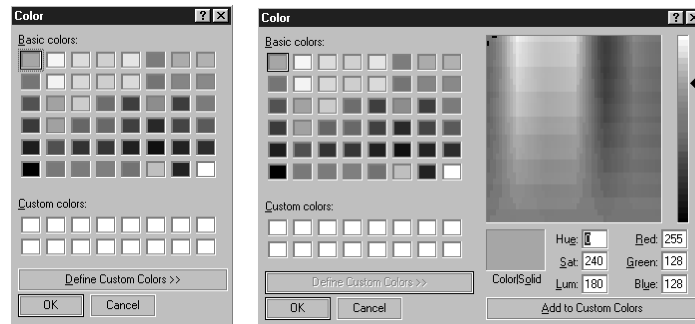 Color ? ×
Basic colors:
Custom colors:
Define Custom Colors >>
OK Cancel
Color ? ×
Basic colors:
Custom colors:
Define Custom Colors >>
OK Cancel
Color|Solid
Hue: 0 Red: 255
Sat: 240 Green: 128
Lum: 180 Blue: 128
Add to Custom Colors